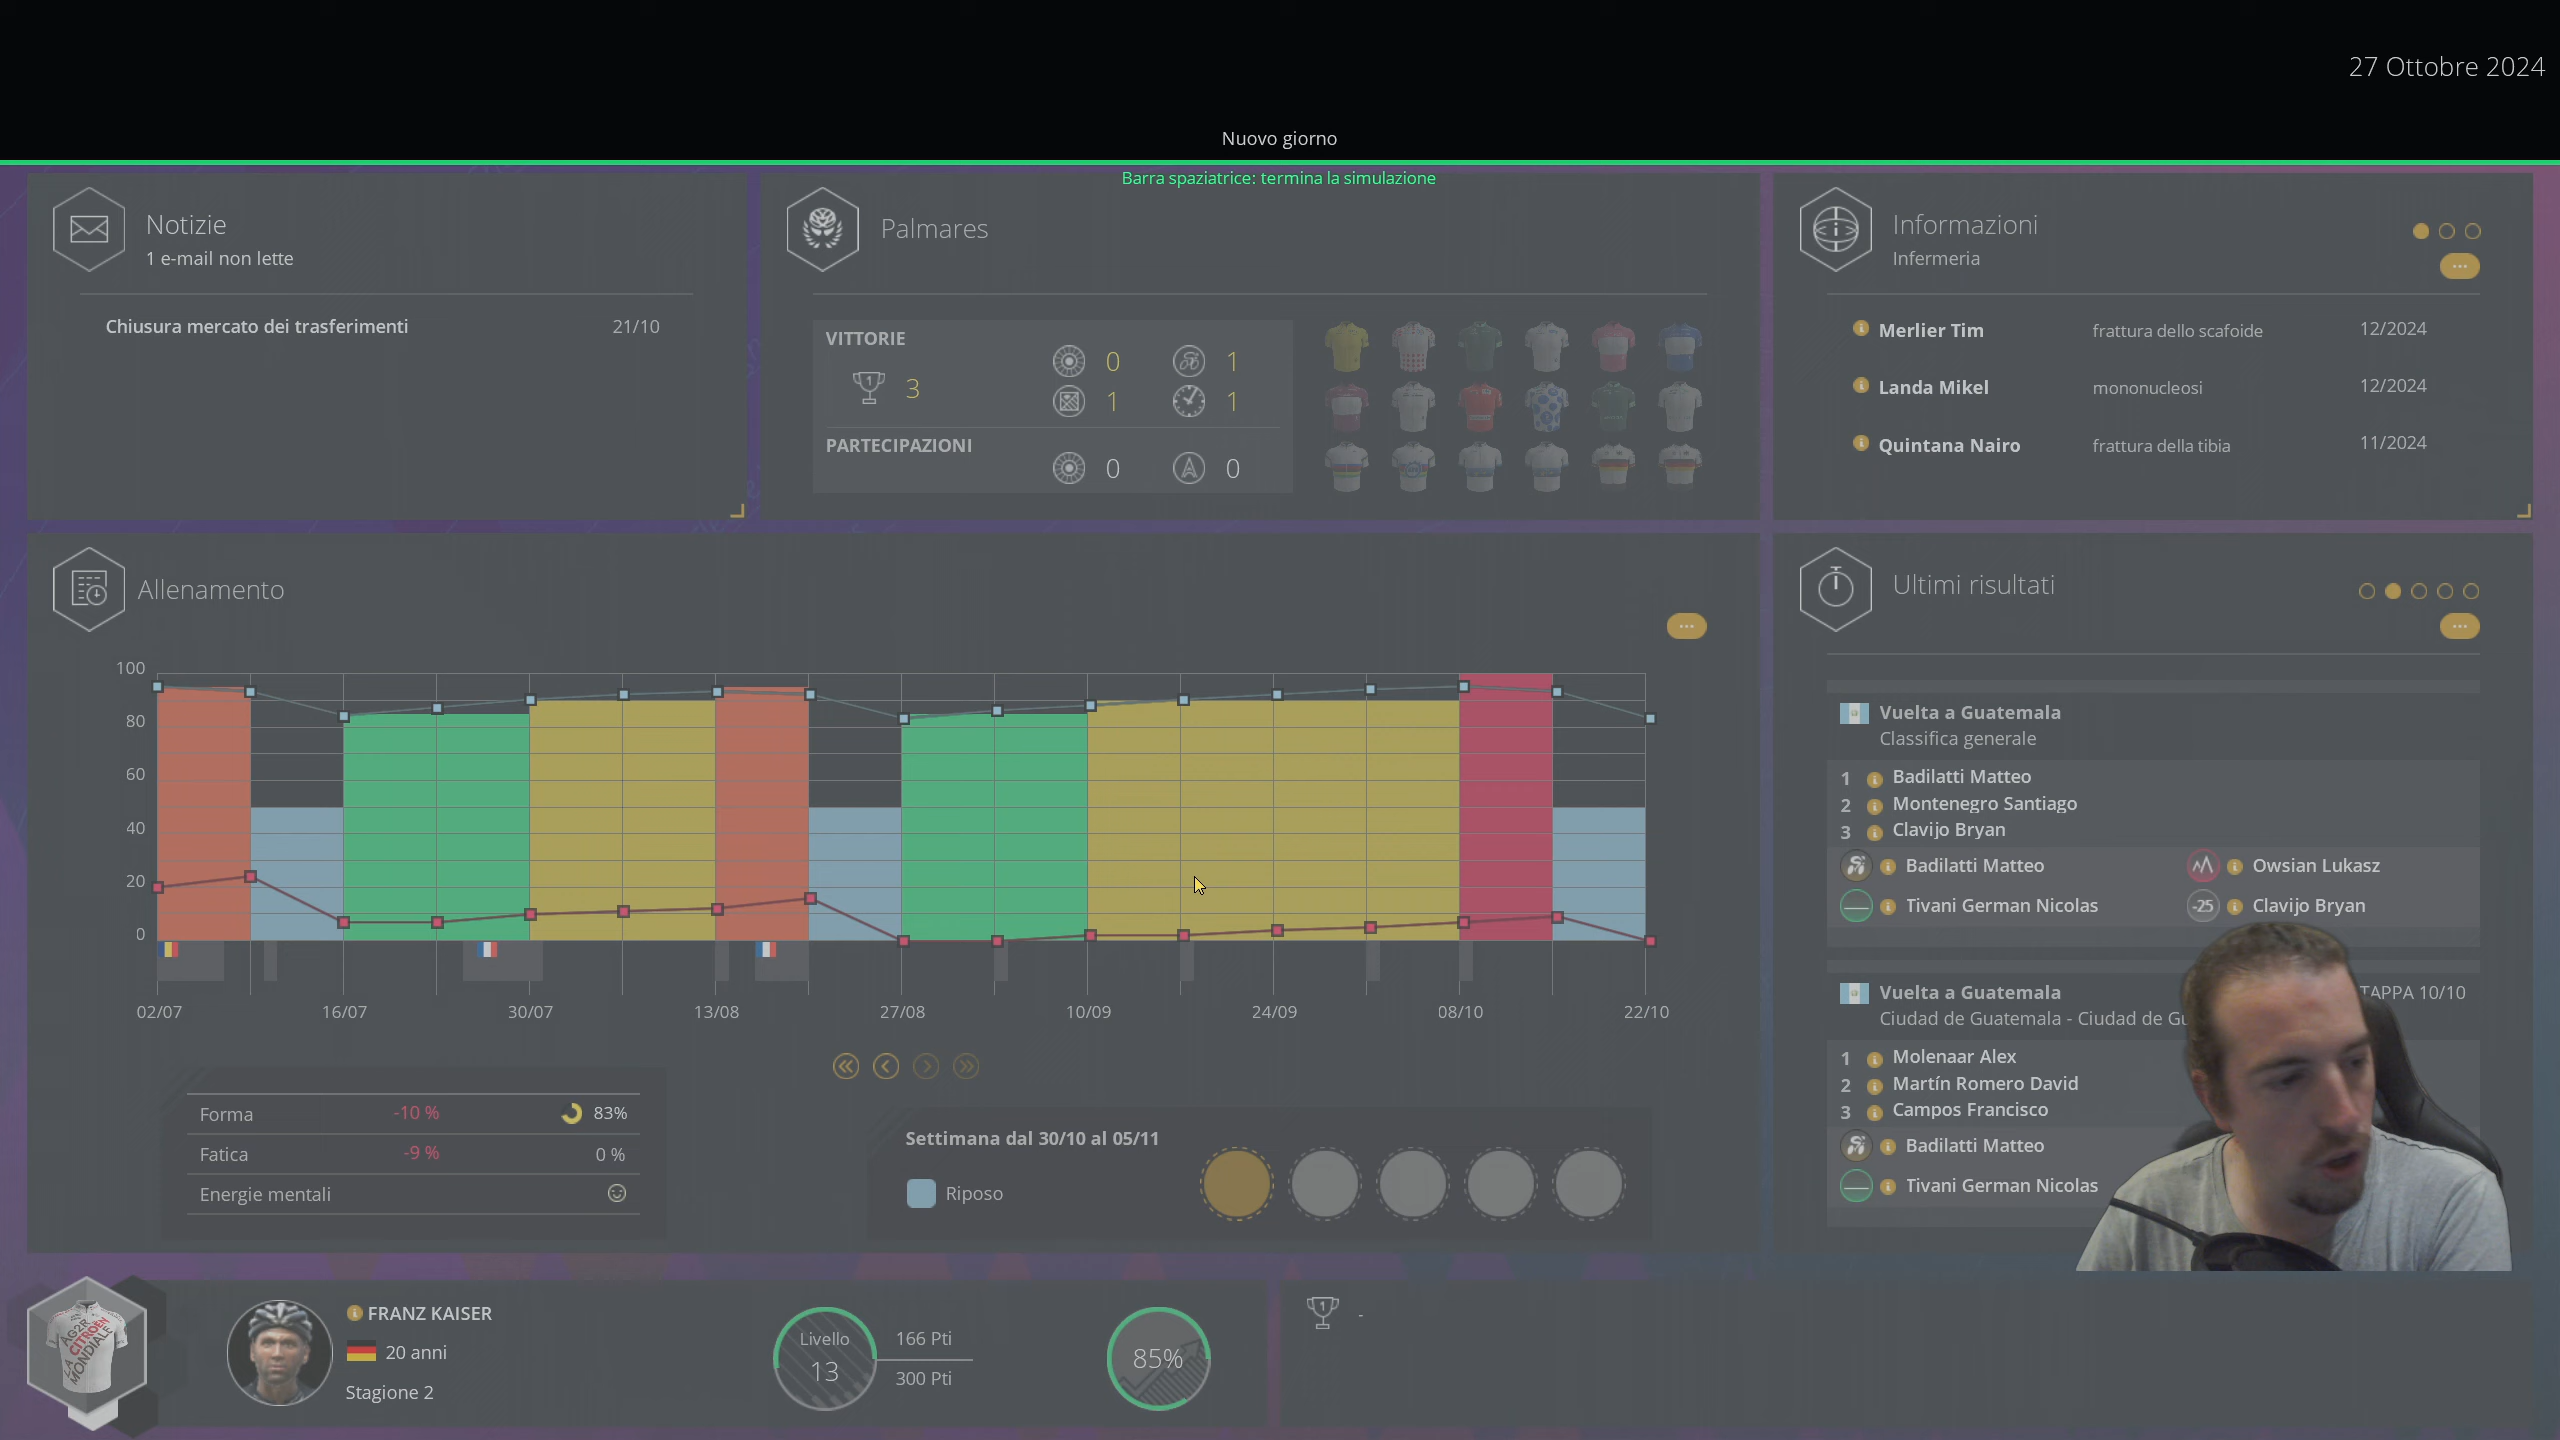 27 Ottobre 2024
Nuovo giorno
Barra spaziatrice: termina la simulazione
Notizie
1 e-mail non lette
Chiusura mercato dei trasferimenti 21/10
Palmares
VITTORIE
3
0 1
1 1
PARTECIPAZIONI
0 0
Informazioni
Infermeria
Merlier Tim frattura dello scafoide 12/2024
Landa Mikel mononucleosi 12/2024
Quintana Nairo frattura della tibia 11/2024
Allenamento
100
80
60
40
20
0
02/07 16/07 30/07 13/08 27/08 10/09 24/09 08/10 22/10
Forma -10 % 83%
Fatica -9 % 0 %
Energie mentali
Settimana dal 30/10 al 05/11
Riposo
Ultimi risultati
Vuelta a Guatemala
Classifica generale
1 Badilatti Matteo
2 Montenegro Santiago
3 Clavijo Bryan
Badilatti Matteo Owsian Lukasz
Tivani German Nicolas -25 Clavijo Bryan
Vuelta a Guatemala TAPPA 10/10
Ciudad de Guatemala - Ciudad de Gu
1 Molenaar Alex
2 Martín Romero David
3 Campos Francisco
Badilatti Matteo
Tivani German Nicolas
AG2R
CITROËN
MONDIALE
FRANZ KAISER
20 anni
Stagione 2
Livello
13
166 Pti
300 Pti
85%
1 -